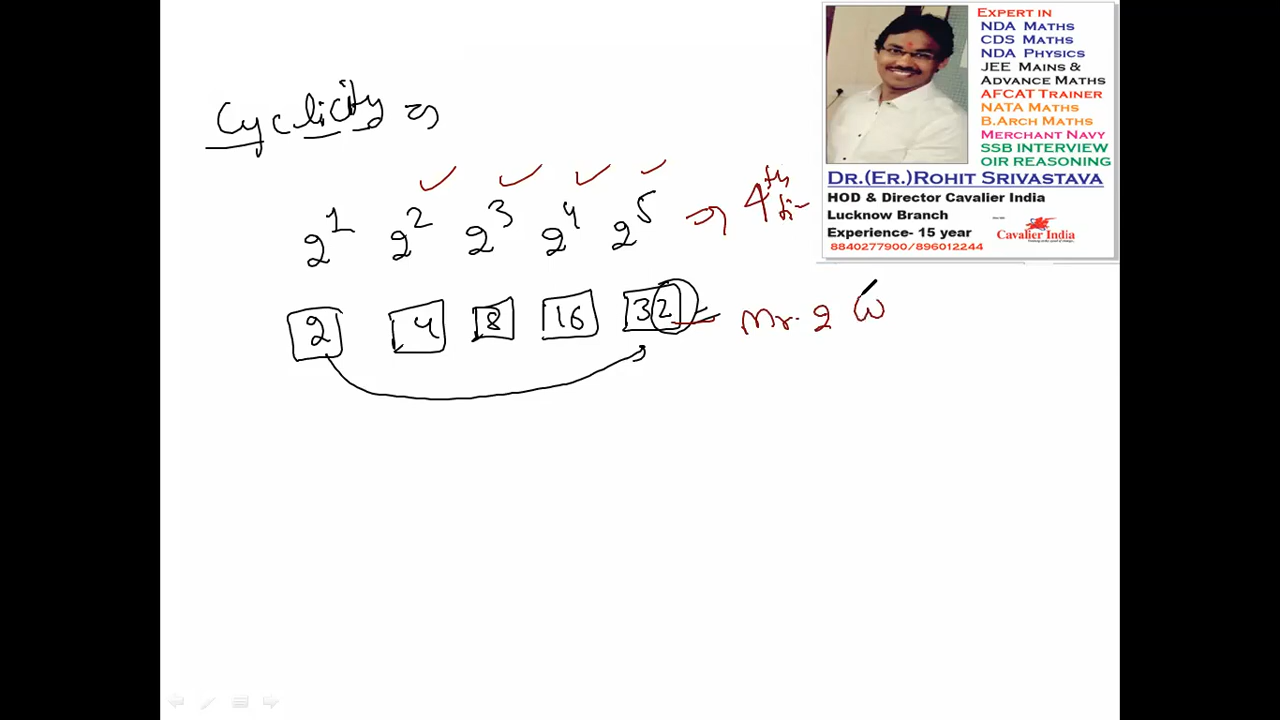 Cyclicity ⇒
2^1 2^2 2^3 2^4 2^5 ⇒ 4th
2 4 8 16 32 Mr. 2
EXPERT IN
NDA MATHS
CDS MATHS
NDA PHYSICS
JEE MAINS &
ADVANCE MATHS
AFCAT TRAINER
NATA MATHS
B.ARCH MATHS
MERCHANT NAVY
SSB INTERVIEW
OIR REASONING
DR.(ER.)ROHIT SRIVASTAVA
HOD & Director Cavalier India
Lucknow Branch
Experience- 15 year
8840277900/896012244
Cavalier India